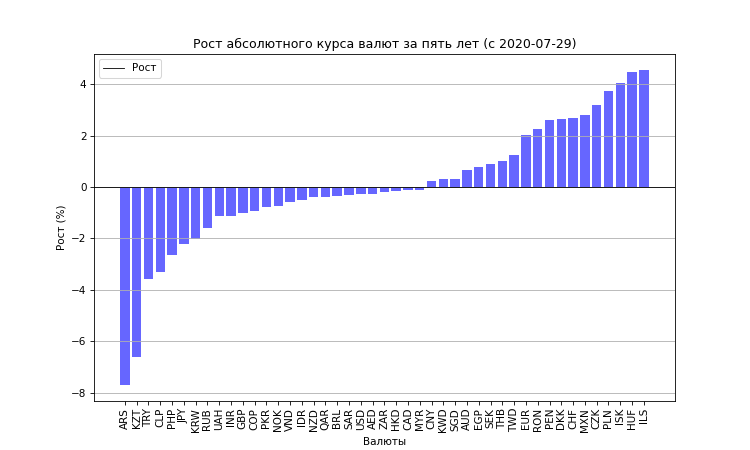 Рост абсолютного курса валют за пять лет (с 2020-07-29)
Рост
Рост (%)
4
2
0
−2
−4
−6
−8
ARS KZT TRY CLP PHP JPY KRW RUB UAH INR GBP COP PKR NOK VND IDR NZD QAR BRL SAR USD AED ZAR HKD CAD MYR CNY KWD SGD AUD EGP SEK THB TWD EUR RON PEN DKK CHF MXN CZK PLN ISK HUF ILS
Валюты